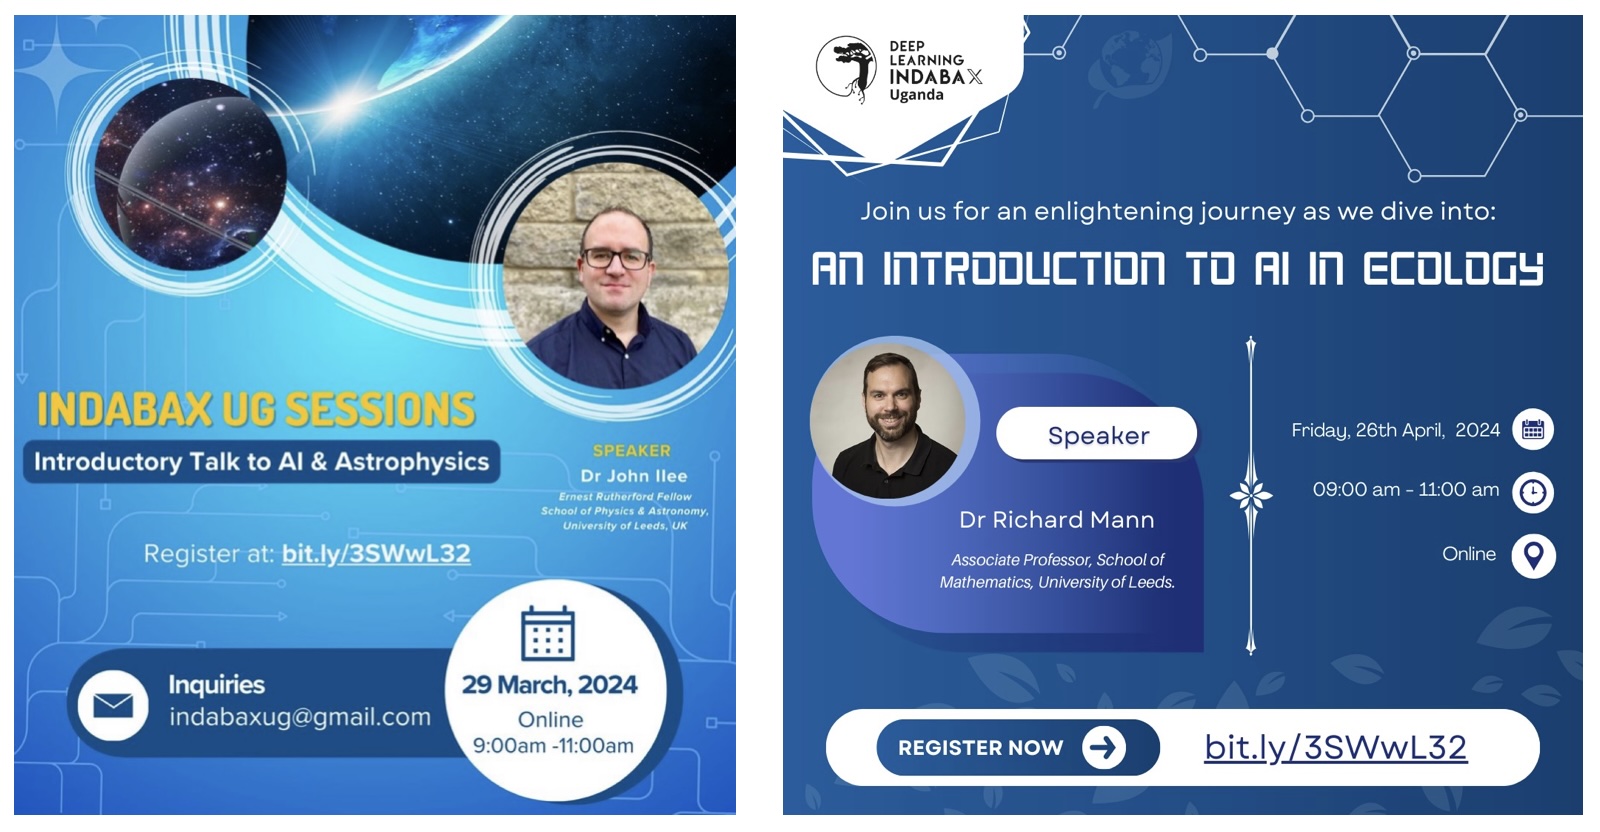 INDABAX UG SESSIONS
Introductory Talk to AI & Astrophysics
SPEAKER
Dr John Ilee
Ernest Rutherford Fellow
School of Physics & Astronomy,
University of Leeds, UK
Register at: bit.ly/3SWwL32
Inquiries
indabaxug@gmail.com
29 March, 2024
Online
9:00am -11:00am
DEEP
LEARNING
INDABAX
Uganda
Join us for an enlightening journey as we dive into:
AN INTRODUCTION TO AI IN ECOLOGY
Speaker
Dr Richard Mann
Associate Professor, School of
Mathematics, University of Leeds.
Friday, 26th April, 2024
09:00 am - 11:00 am
Online
REGISTER NOW
bit.ly/3SWwL32